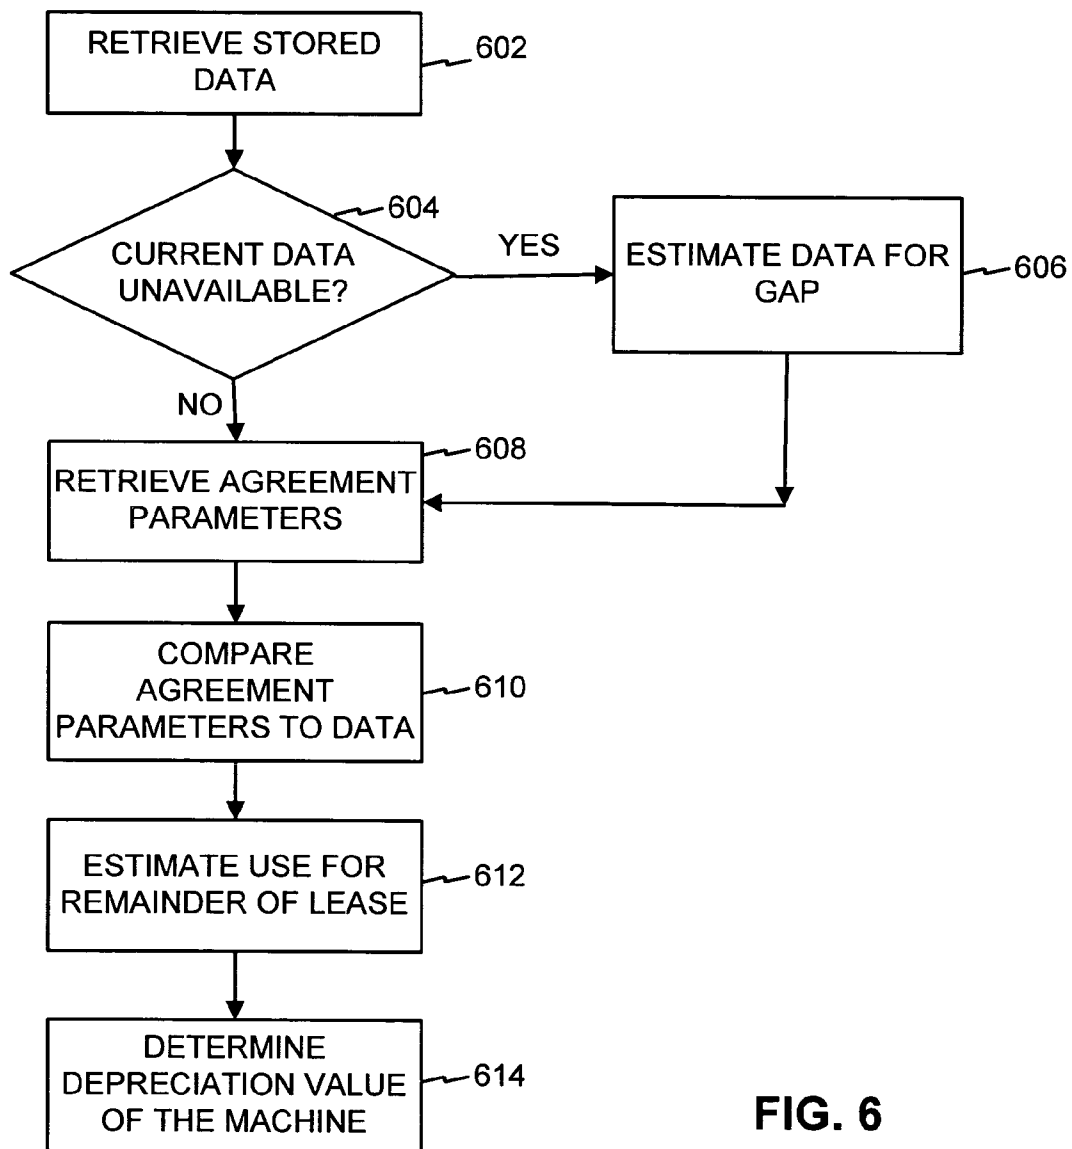 RETRIEVE STORED
DATA
602
604
CURRENT DATA
UNAVAILABLE?
YES
ESTIMATE DATA FOR
GAP
606
NO
608
RETRIEVE AGREEMENT
PARAMETERS
COMPARE
AGREEMENT
PARAMETERS TO DATA
610
ESTIMATE USE FOR
REMAINDER OF LEASE
612
DETERMINE
DEPRECIATION VALUE
OF THE MACHINE
614
FIG. 6